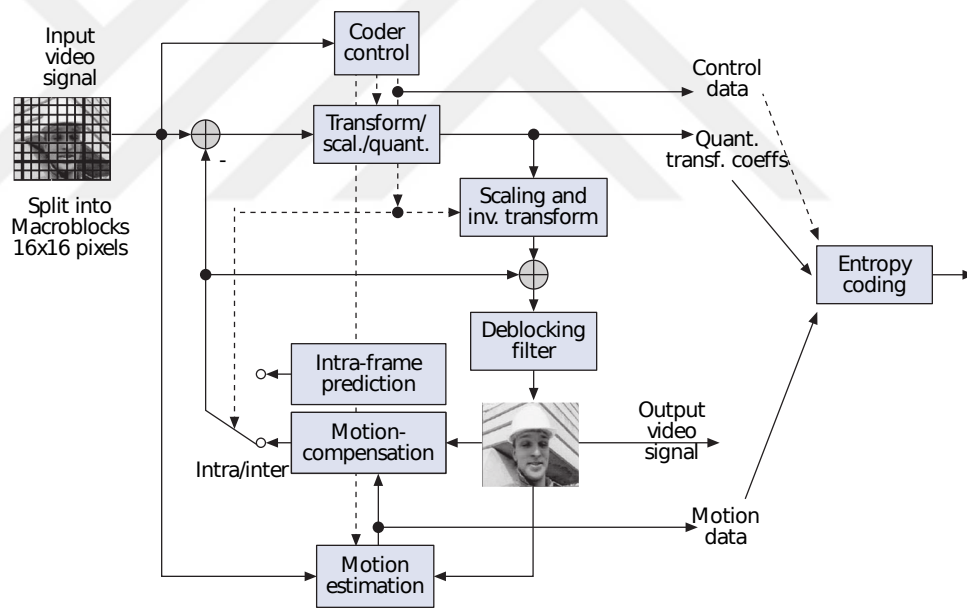 Input
video
signal
Split into
Macroblocks
16x16 pixels
Coder
control
Transform/
scal./quant.
-
Control
data
Quant.
transf. coeffs
Scaling and
inv. transform
Entropy
coding
Deblocking
filter
Intra-frame
prediction
Motion-
compensation
Intra/inter
Output
video
signal
Motion
data
Motion
estimation